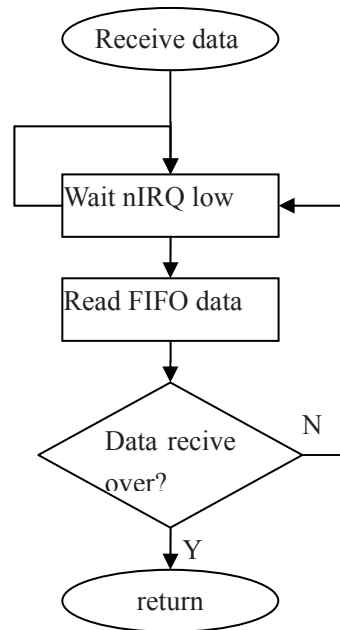 Receive data
Wait nIRQ low
Read FIFO data
Data recive
over?
N
Y
return